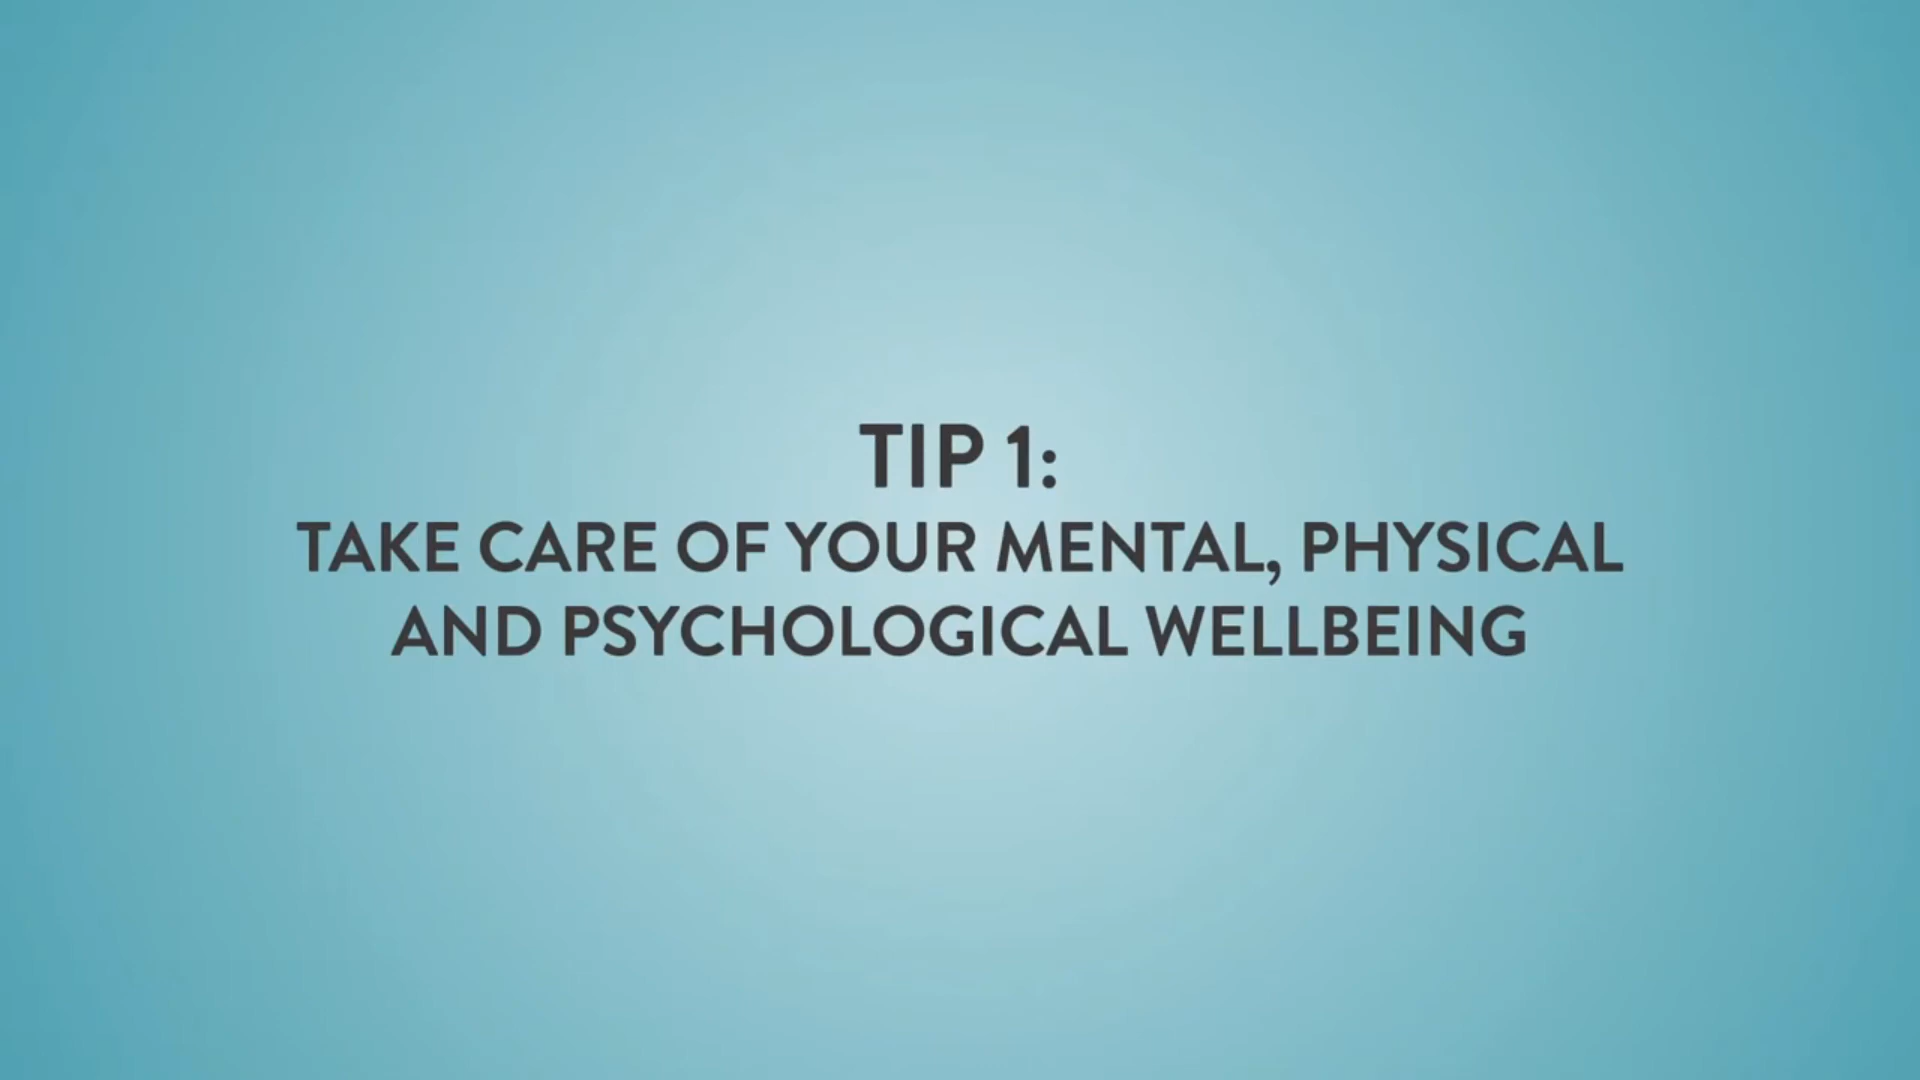 TIP 1:
TAKE CARE OF YOUR MENTAL, PHYSICAL
AND PSYCHOLOGICAL WELLBEING